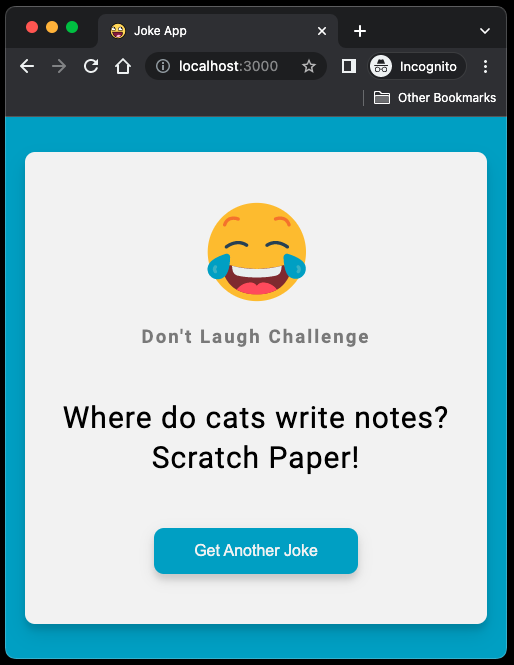 Joke App
localhost:3000
Incognito
Other Bookmarks
Don't Laugh Challenge
Where do cats write notes?
Scratch Paper!
Get Another Joke